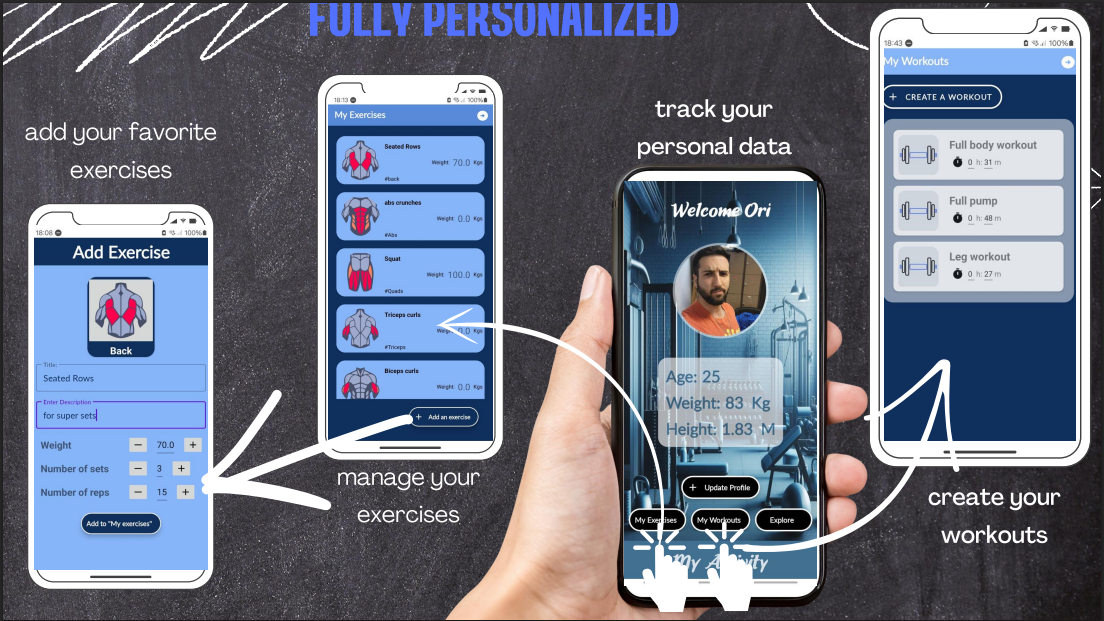 FULLY PERSONALIZED
add your favorite
exercises
18:08
100%
Add Exercise
Back
Title:
Seated Rows
Enter Description
for super sets
Weight
70.0
Number of sets
3
Number of reps
15
Add to "My exercises"
18:13
100%
My Exercises
Seated Rows
Weight 70.0 Kgs
#back
abs crunches
Weight 0.0 Kgs
#Abs
Squat
Weight 100.0 Kgs
#Quads
Triceps curls
0.0 Kgs
#Triceps
Biceps curls
Weight 0.0 Kgs
+ Add an exercise
manage your
exercises
track your
personal data
Welcome Ori
Age: 25
Weight: 83 Kg
Height: 1.83 M
+ Update Profile
My Exercises
My Workouts
Explore
My Activity
18:43
100%
My Workouts
+ CREATE A WORKOUT
Full body workout
0 h: 31 m
Full pump
0 h: 48 m
Leg workout
0 h: 27 m
create your
workouts